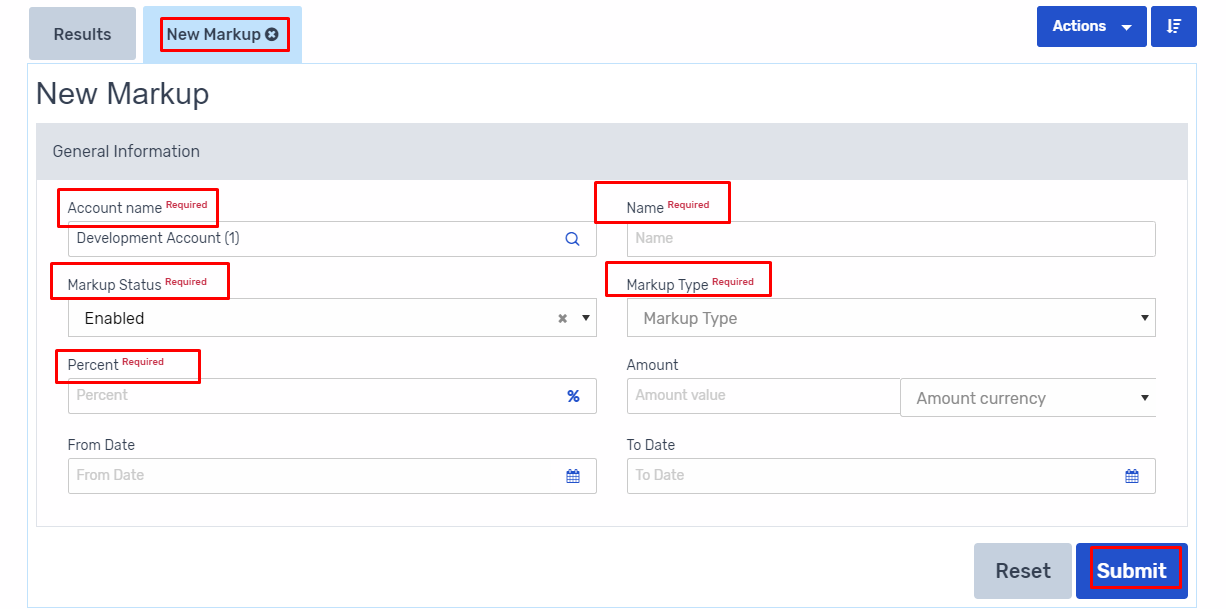 Results
New Markup
Actions
New Markup
General Information
Account name Required
Name Required
Development Account (1)
Name
Markup Status Required
Markup Type Required
Enabled
Markup Type
Percent Required
Amount
Percent %
Amount value
Amount currency
From Date
To Date
From Date
To Date
Reset
Submit